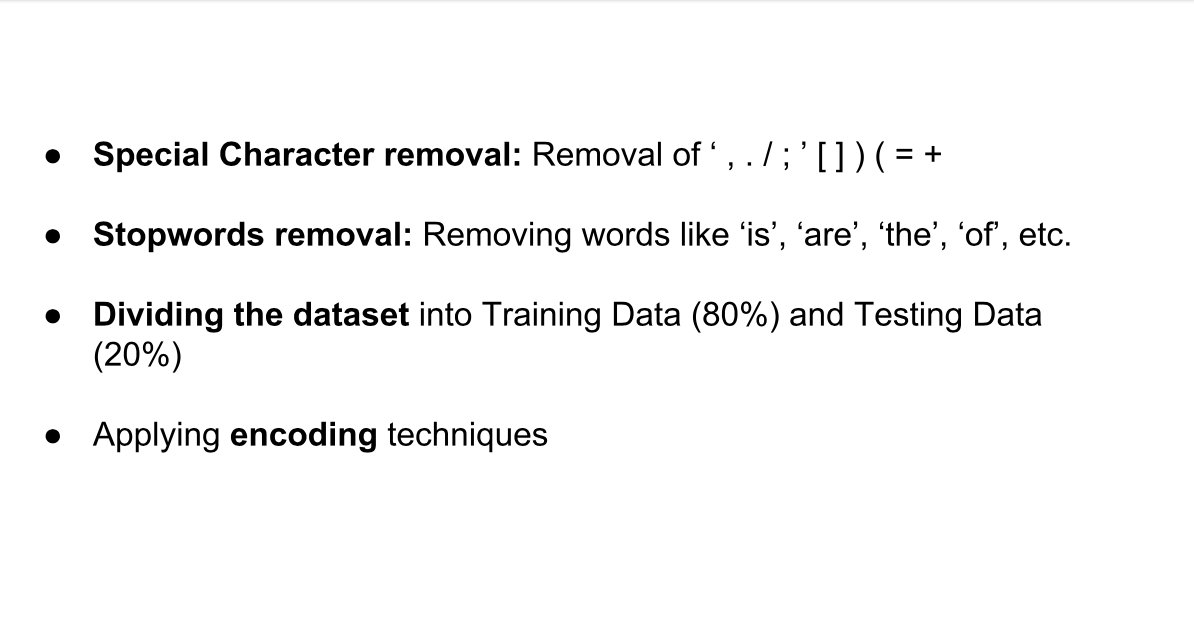 ● Special Character removal: Removal of ‘ , . / ; ’ [ ] ) ( = +
● Stopwords removal: Removing words like ‘is’, ‘are’, ‘the’, ‘of’, etc.
● Dividing the dataset into Training Data (80%) and Testing Data
(20%)
● Applying encoding techniques